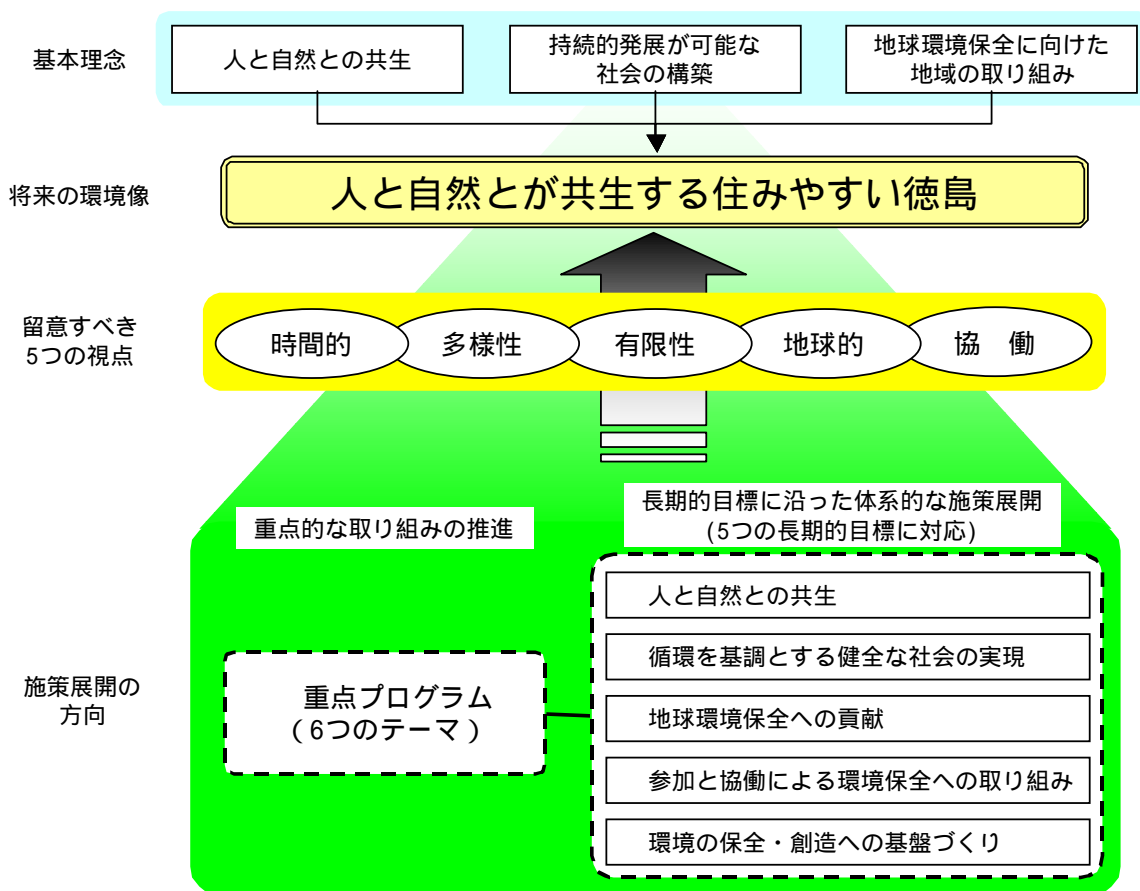 基本理念
人と自然との共生
持続的発展が可能な
社会の構築
地球環境保全に向けた
地域の取り組み
将来の環境像
人と自然とが共生する住みやすい徳島
留意すべき
5つの視点
時間的
多様性
有限性
地球的
協　働
施策展開の
方向
重点的な取り組みの推進
重点プログラム
(6つのテーマ)
長期的目標に沿った体系的な施策展開
(5つの長期的目標に対応)
人と自然との共生
循環を基調とする健全な社会の実現
地球環境保全への貢献
参加と協働による環境保全への取り組み
環境の保全・創造への基盤づくり